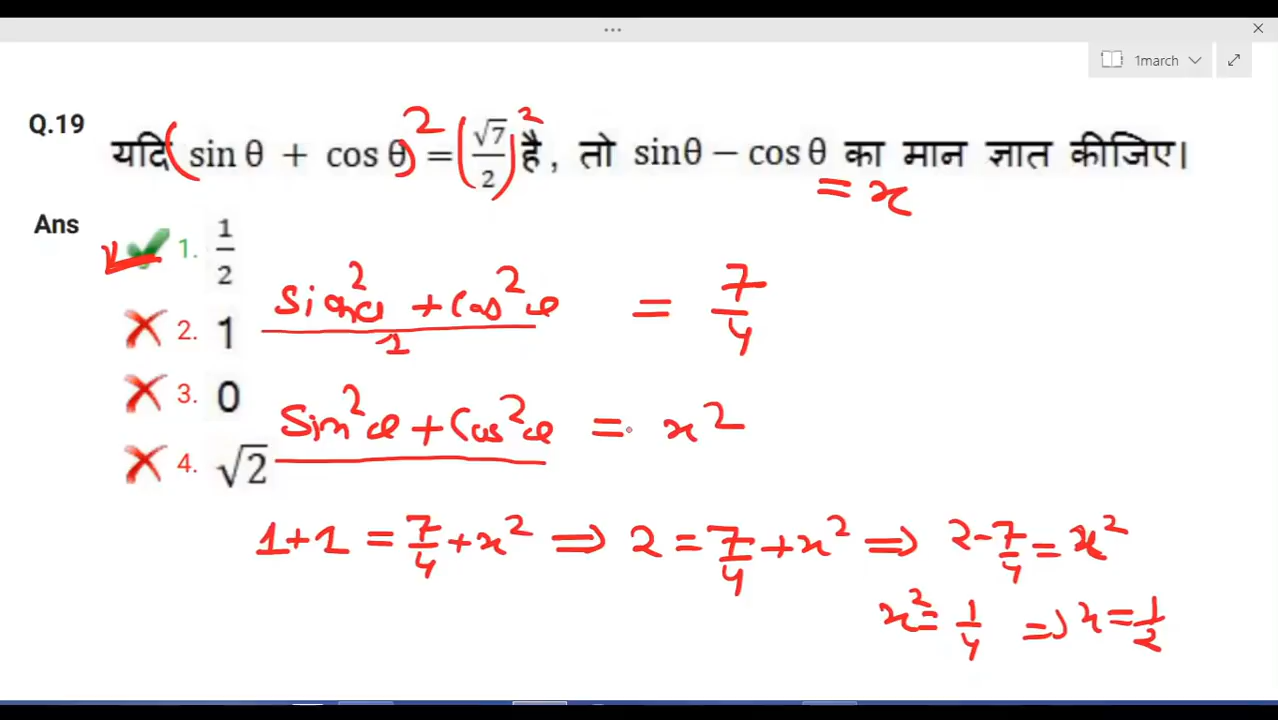 ...
1march
Q.19
यदि ( sin θ + cos θ )² = (√7/2)² है, तो sinθ − cos θ का मान ज्ञात कीजिए।
= x
Ans
1. 1/2
sin²θ + cos²θ = 7/4
1
2. 1
3. 0
sin²θ + cos²θ = x²
4. √2
1+1 = 7/4 + x² ⇒ 2 = 7/4 + x² ⇒ 2 - 7/4 = x²
x² = 1/4 ⇒ x = 1/2